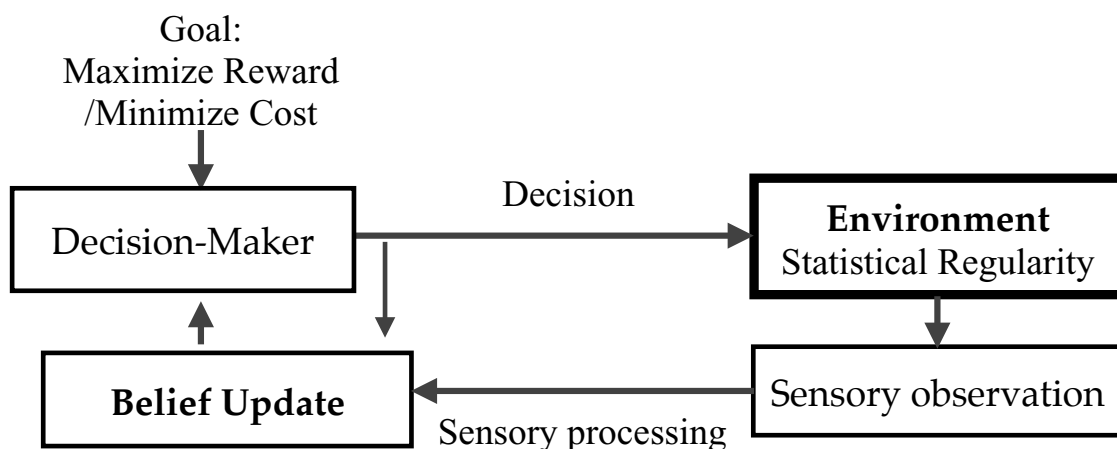 Goal:
Maximize Reward
/Minimize Cost
Decision-Maker
Decision
Environment
Statistical Regularity
Belief Update
Sensory processing
Sensory observation